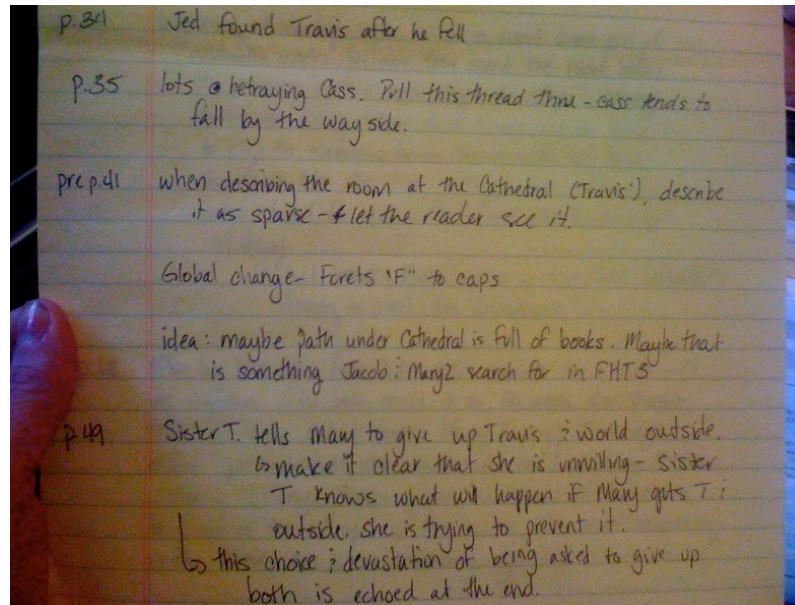 p.34 Jed found Travis after he fell
p.35 lots @ betraying Cass. Pull this thread thru - cass tends to
fall by the way side.
pre p.41 when describing the room at the Cathedral (Travis'), describe
it as sparse - & let the reader see it.
Global change - Forets "F" to caps
idea: maybe path under Cathedral is full of books. Maybe that
is something Jacob & Mary2 search for in FHT3
p.49 Sister T. tells Mary to give up Travis & world outside.
↳ make it clear that she is unwilling - Sister
T knows what will happen if Mary gets T &
outside. she is trying to prevent it.
↳ this choice & devastation of being asked to give up
both is echoed at the end.